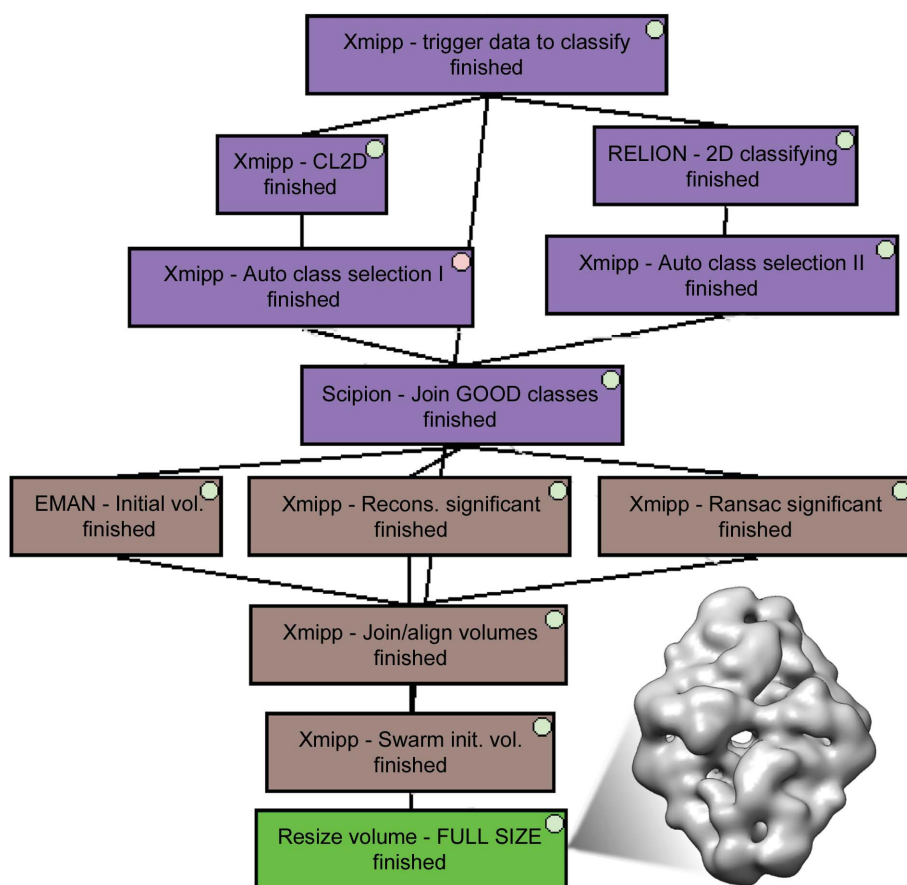 Xmipp - trigger data to classify
finished
Xmipp - CL2D
finished
RELION - 2D classifying
finished
Xmipp - Auto class selection I
finished
Xmipp - Auto class selection II
finished
Scipion - Join GOOD classes
finished
EMAN - Initial vol.
finished
Xmipp - Recons. significant
finished
Xmipp - Ransac significant
finished
Xmipp - Join/align volumes
finished
Xmipp - Swarm init. vol.
finished
Resize volume - FULL SIZE
finished